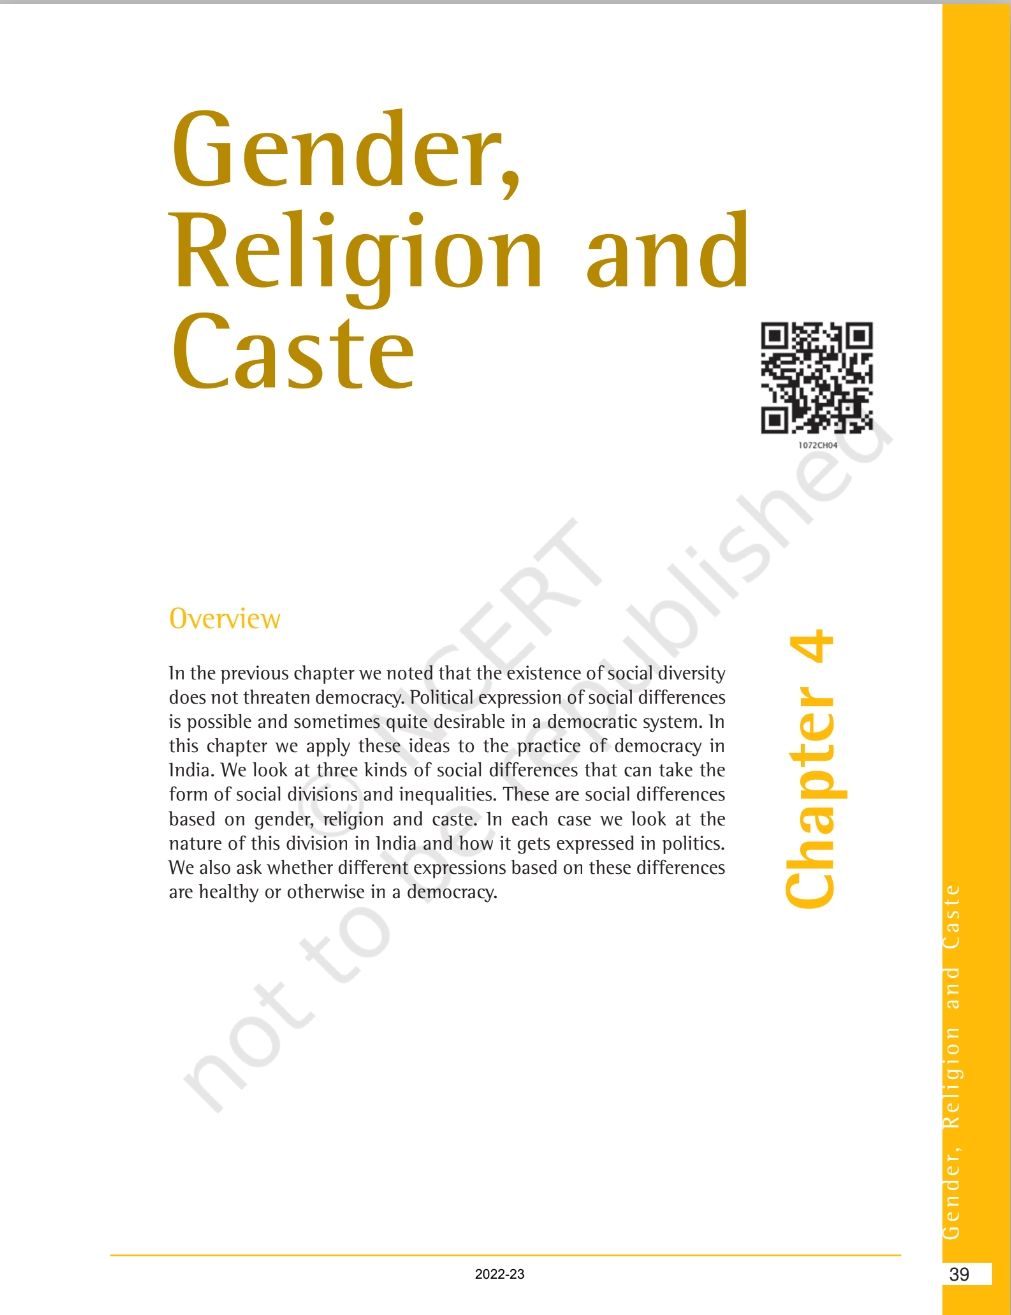 Gender,
Religion and
Caste
1072CH04
Overview
In the previous chapter we noted that the existence of social diversity
does not threaten democracy. Political expression of social differences
is possible and sometimes quite desirable in a democratic system. In
this chapter we apply these ideas to the practice of democracy in
India. We look at three kinds of social differences that can take the
form of social divisions and inequalities. These are social differences
based on gender, religion and caste. In each case we look at the
nature of this division in India and how it gets expressed in politics.
We also ask whether different expressions based on these differences
are healthy or otherwise in a democracy.
Chapter 4
© NCERT
not to be republished
Gender, Religion and Caste
2022-23
39